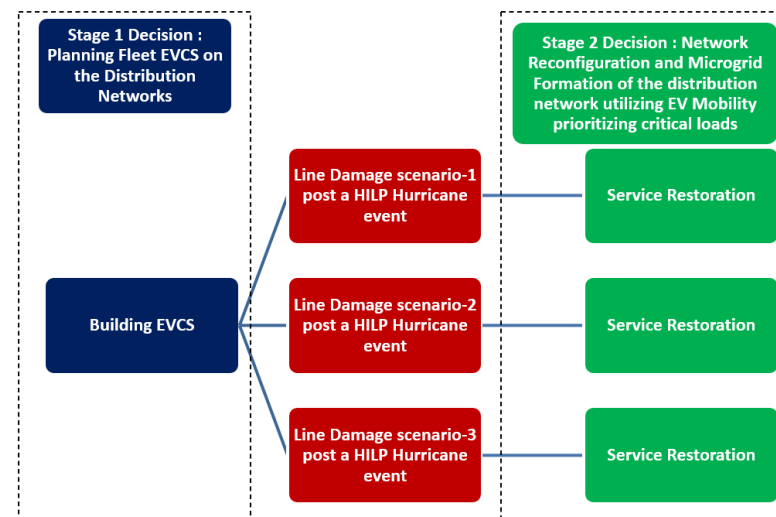 Stage 1 Decision :
Planning Fleet EVCS on
the Distribution
Networks
Stage 2 Decision : Network
Reconfiguration and Microgrid
Formation of the distribution
network utilizing EV Mobility
prioritizing critical loads
Building EVCS
Line Damage scenario-1
post a HILP Hurricane
event
Service Restoration
Line Damage scenario-2
post a HILP Hurricane
event
Service Restoration
Line Damage scenario-3
post a HILP Hurricane
event
Service Restoration